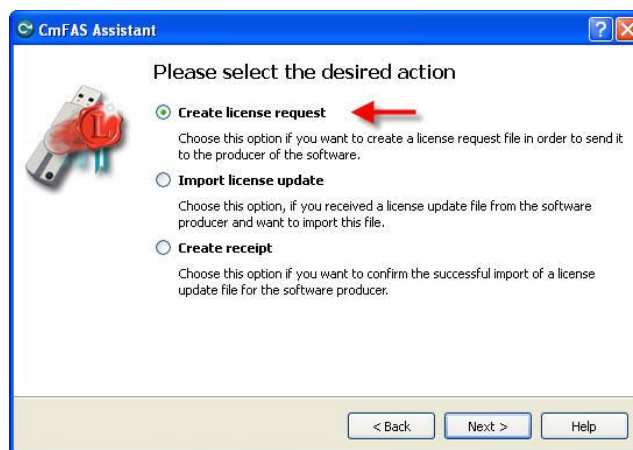 CmFAS Assistant
Please select the desired action
Create license request
Choose this option if you want to create a license request file in order to send it
to the producer of the software.
Import license update
Choose this option, if you received a license update file from the software
producer and want to import this file.
Create receipt
Choose this option if you want to confirm the successful import of a license
update file for the software producer.
< Back Next > Help